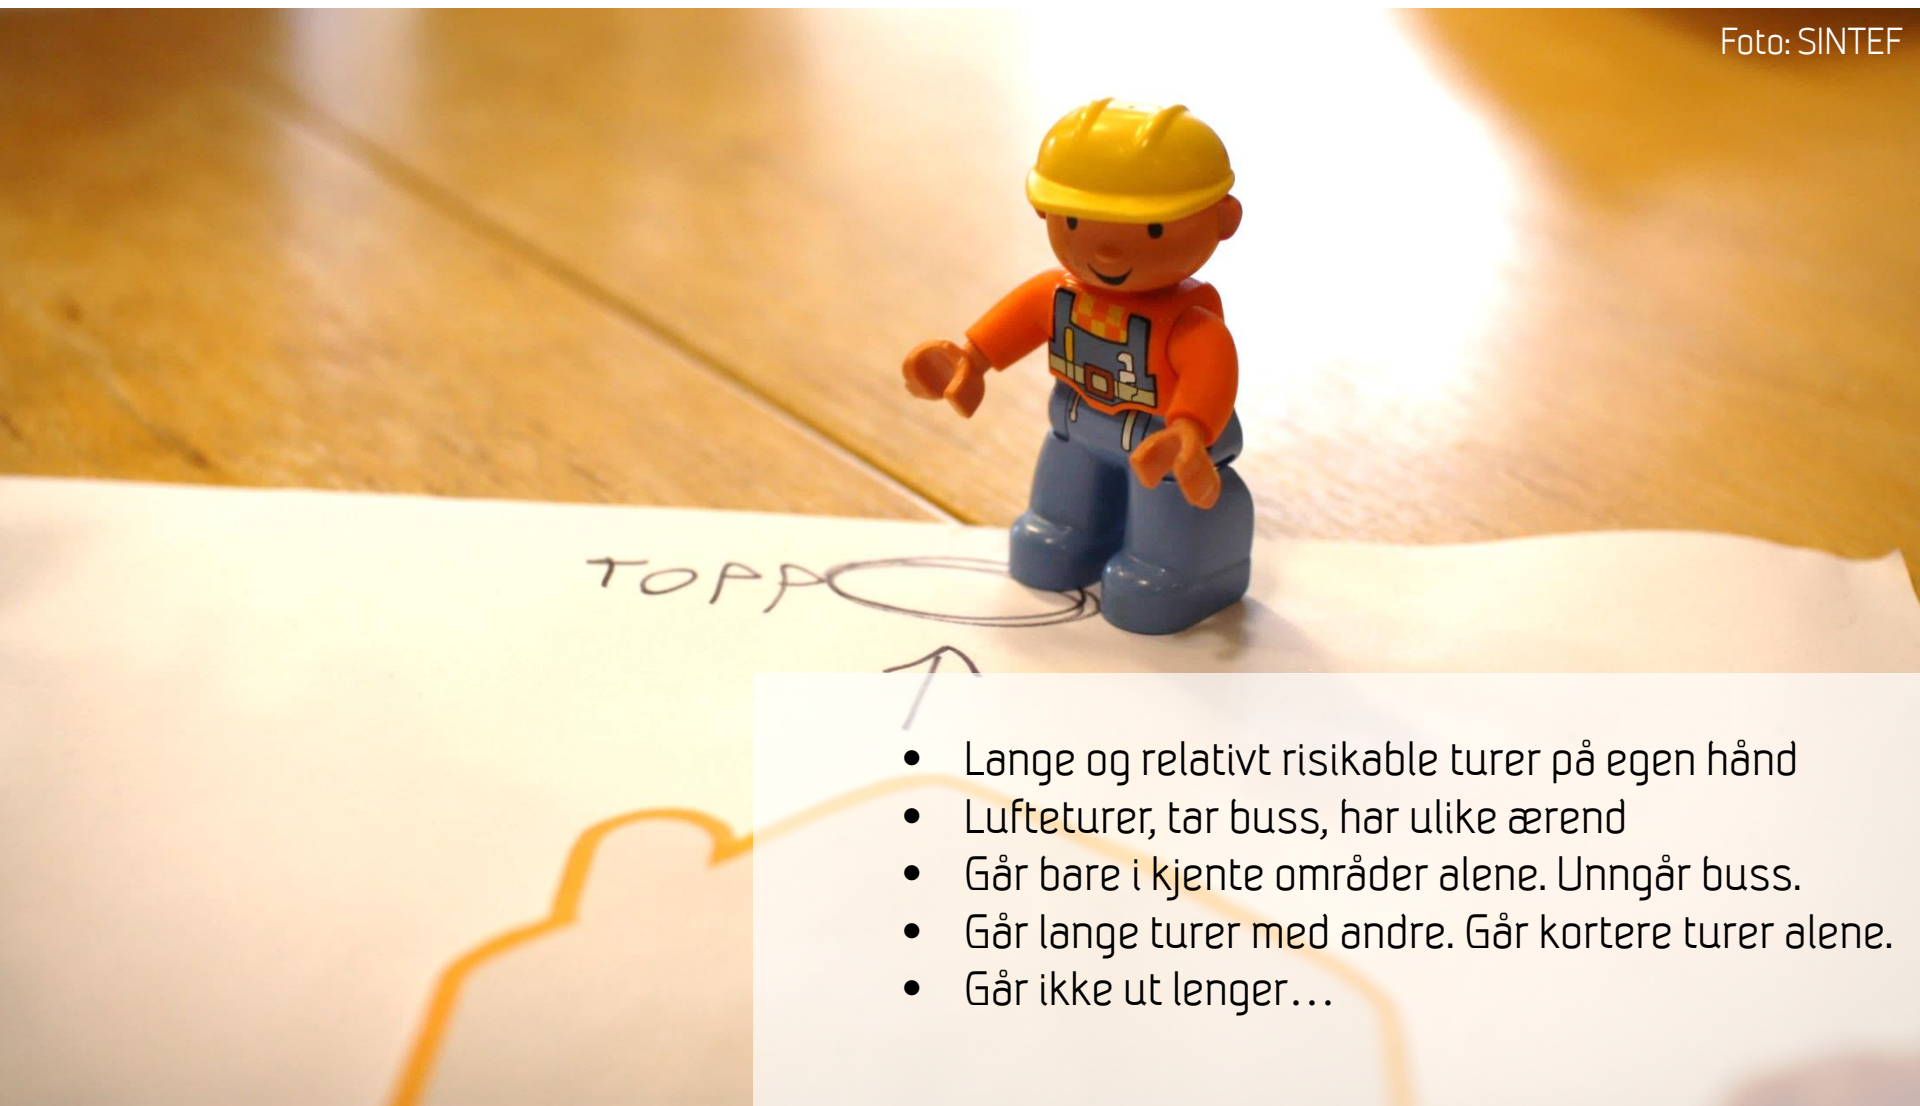 Foto: SINTEF
TOPP
• Lange og relativt risikable turer på egen hånd
• Lufteturer, tar buss, har ulike ærend
• Går bare i kjente områder alene. Unngår buss.
• Går lange turer med andre. Går kortere turer alene.
• Går ikke ut lenger...